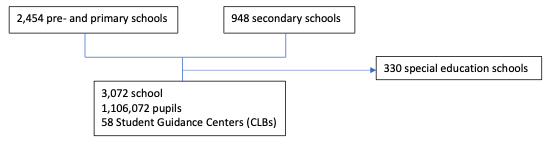 2,454 pre- and primary schools
948 secondary schools
330 special education schools
3,072 school
1,106,072 pupils
58 Student Guidance Centers (CLBs)